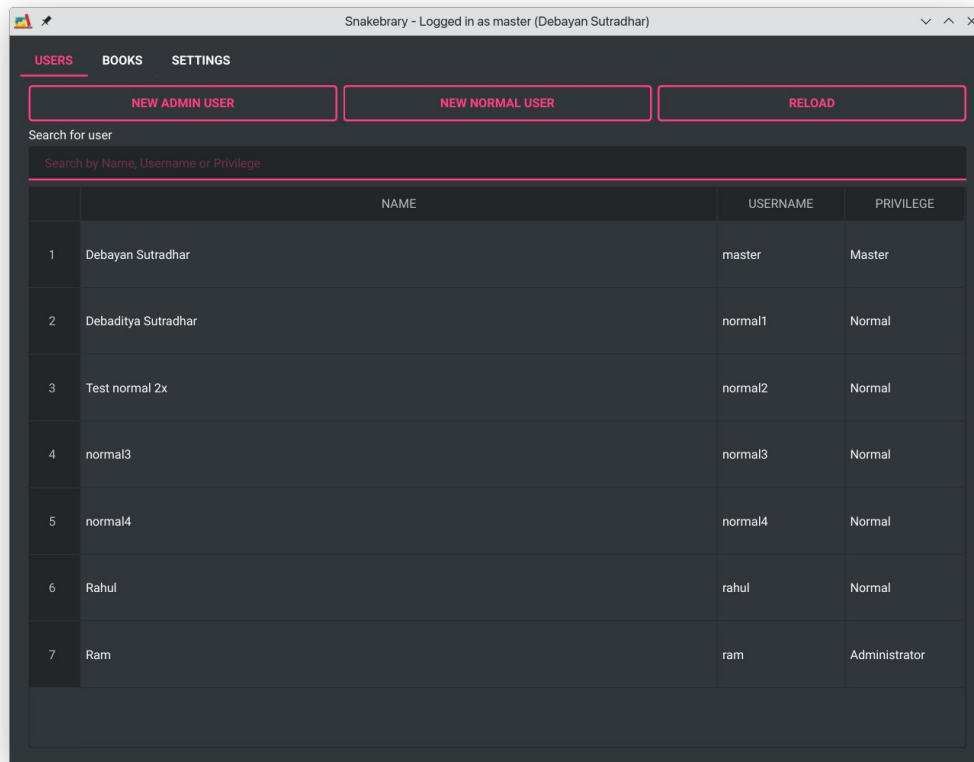 Snakebrary - Logged in as master (Debayan Sutradhar)
USERS BOOKS SETTINGS
NEW ADMIN USER NEW NORMAL USER RELOAD
Search for user
Search by Name, Username or Privilege
NAME USERNAME PRIVILEGE
1 Debayan Sutradhar master Master
2 Debaditya Sutradhar normal1 Normal
3 Test normal 2x normal2 Normal
4 normal3 normal3 Normal
5 normal4 normal4 Normal
6 Rahul rahul Normal
7 Ram ram Administrator